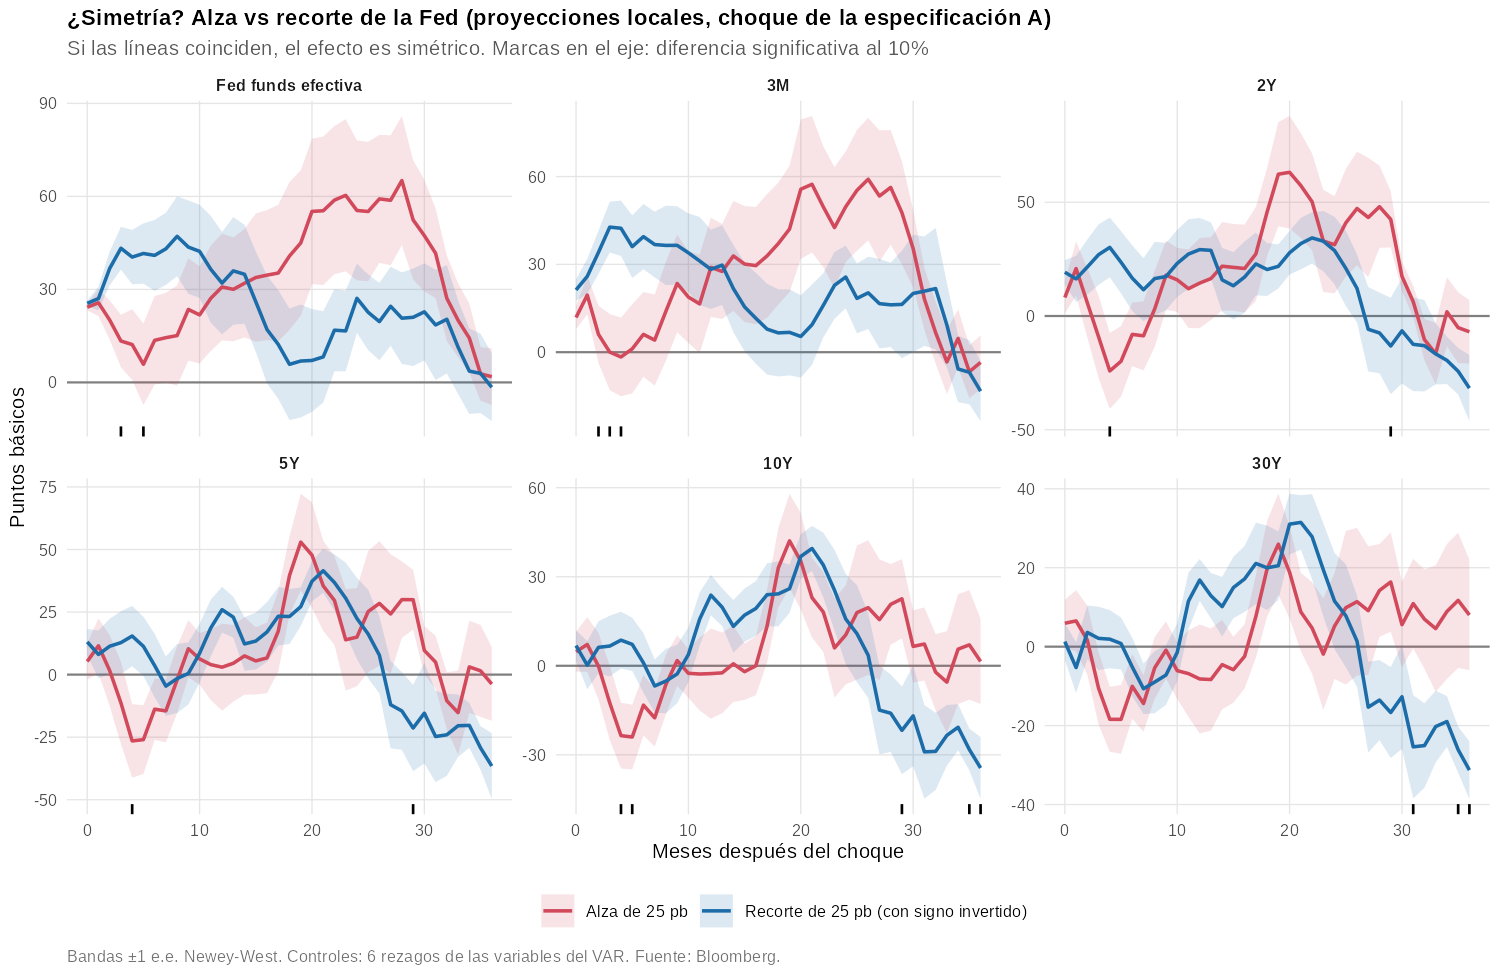 ¿Simetría? Alza vs recorte de la Fed (proyecciones locales, choque de la especificación A)
Si las líneas coinciden, el efecto es simétrico. Marcas en el eje: diferencia significativa al 10%
Fed funds efectiva
3M
2Y
90
60
30
0
60
30
0
50
0
-50
Puntos básicos
5Y
10Y
30Y
75
50
25
0
-25
-50
60
30
0
-30
40
20
0
-20
-40
0 10 20 30
0 10 20 30
0 10 20 30
Meses después del choque
Alza de 25 pb
Recorte de 25 pb (con signo invertido)
Bandas ±1 e.e. Newey-West. Controles: 6 rezagos de las variables del VAR. Fuente: Bloomberg.